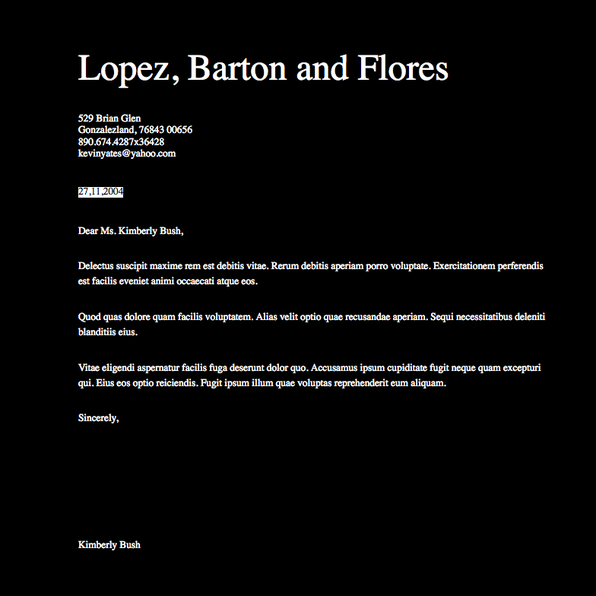 Lopez, Barton and Flores
529 Brian Glen
Gonzalezland, 76843 00656
890.674.4287x36428
kevinyates@yahoo.com
27,11,2004
Dear Ms. Kimberly Bush,
Delectus suscipit maxime rem est debitis vitae. Rerum debitis aperiam porro voluptate. Exercitationem perferendis
est facilis eveniet animi occaecati atque eos.
Quod quas dolore quam facilis voluptatem. Alias velit optio quae recusandae aperiam. Sequi necessitatibus deleniti
blanditiis eius.
Vitae eligendi aspernatur facilis fuga deserunt dolor quo. Accusamus ipsum cupiditate fugit neque quam excepturi
qui. Eius eos optio reiciendis. Fugit ipsum illum quae voluptas reprehenderit eum aliquam.
Sincerely,
Kimberly Bush